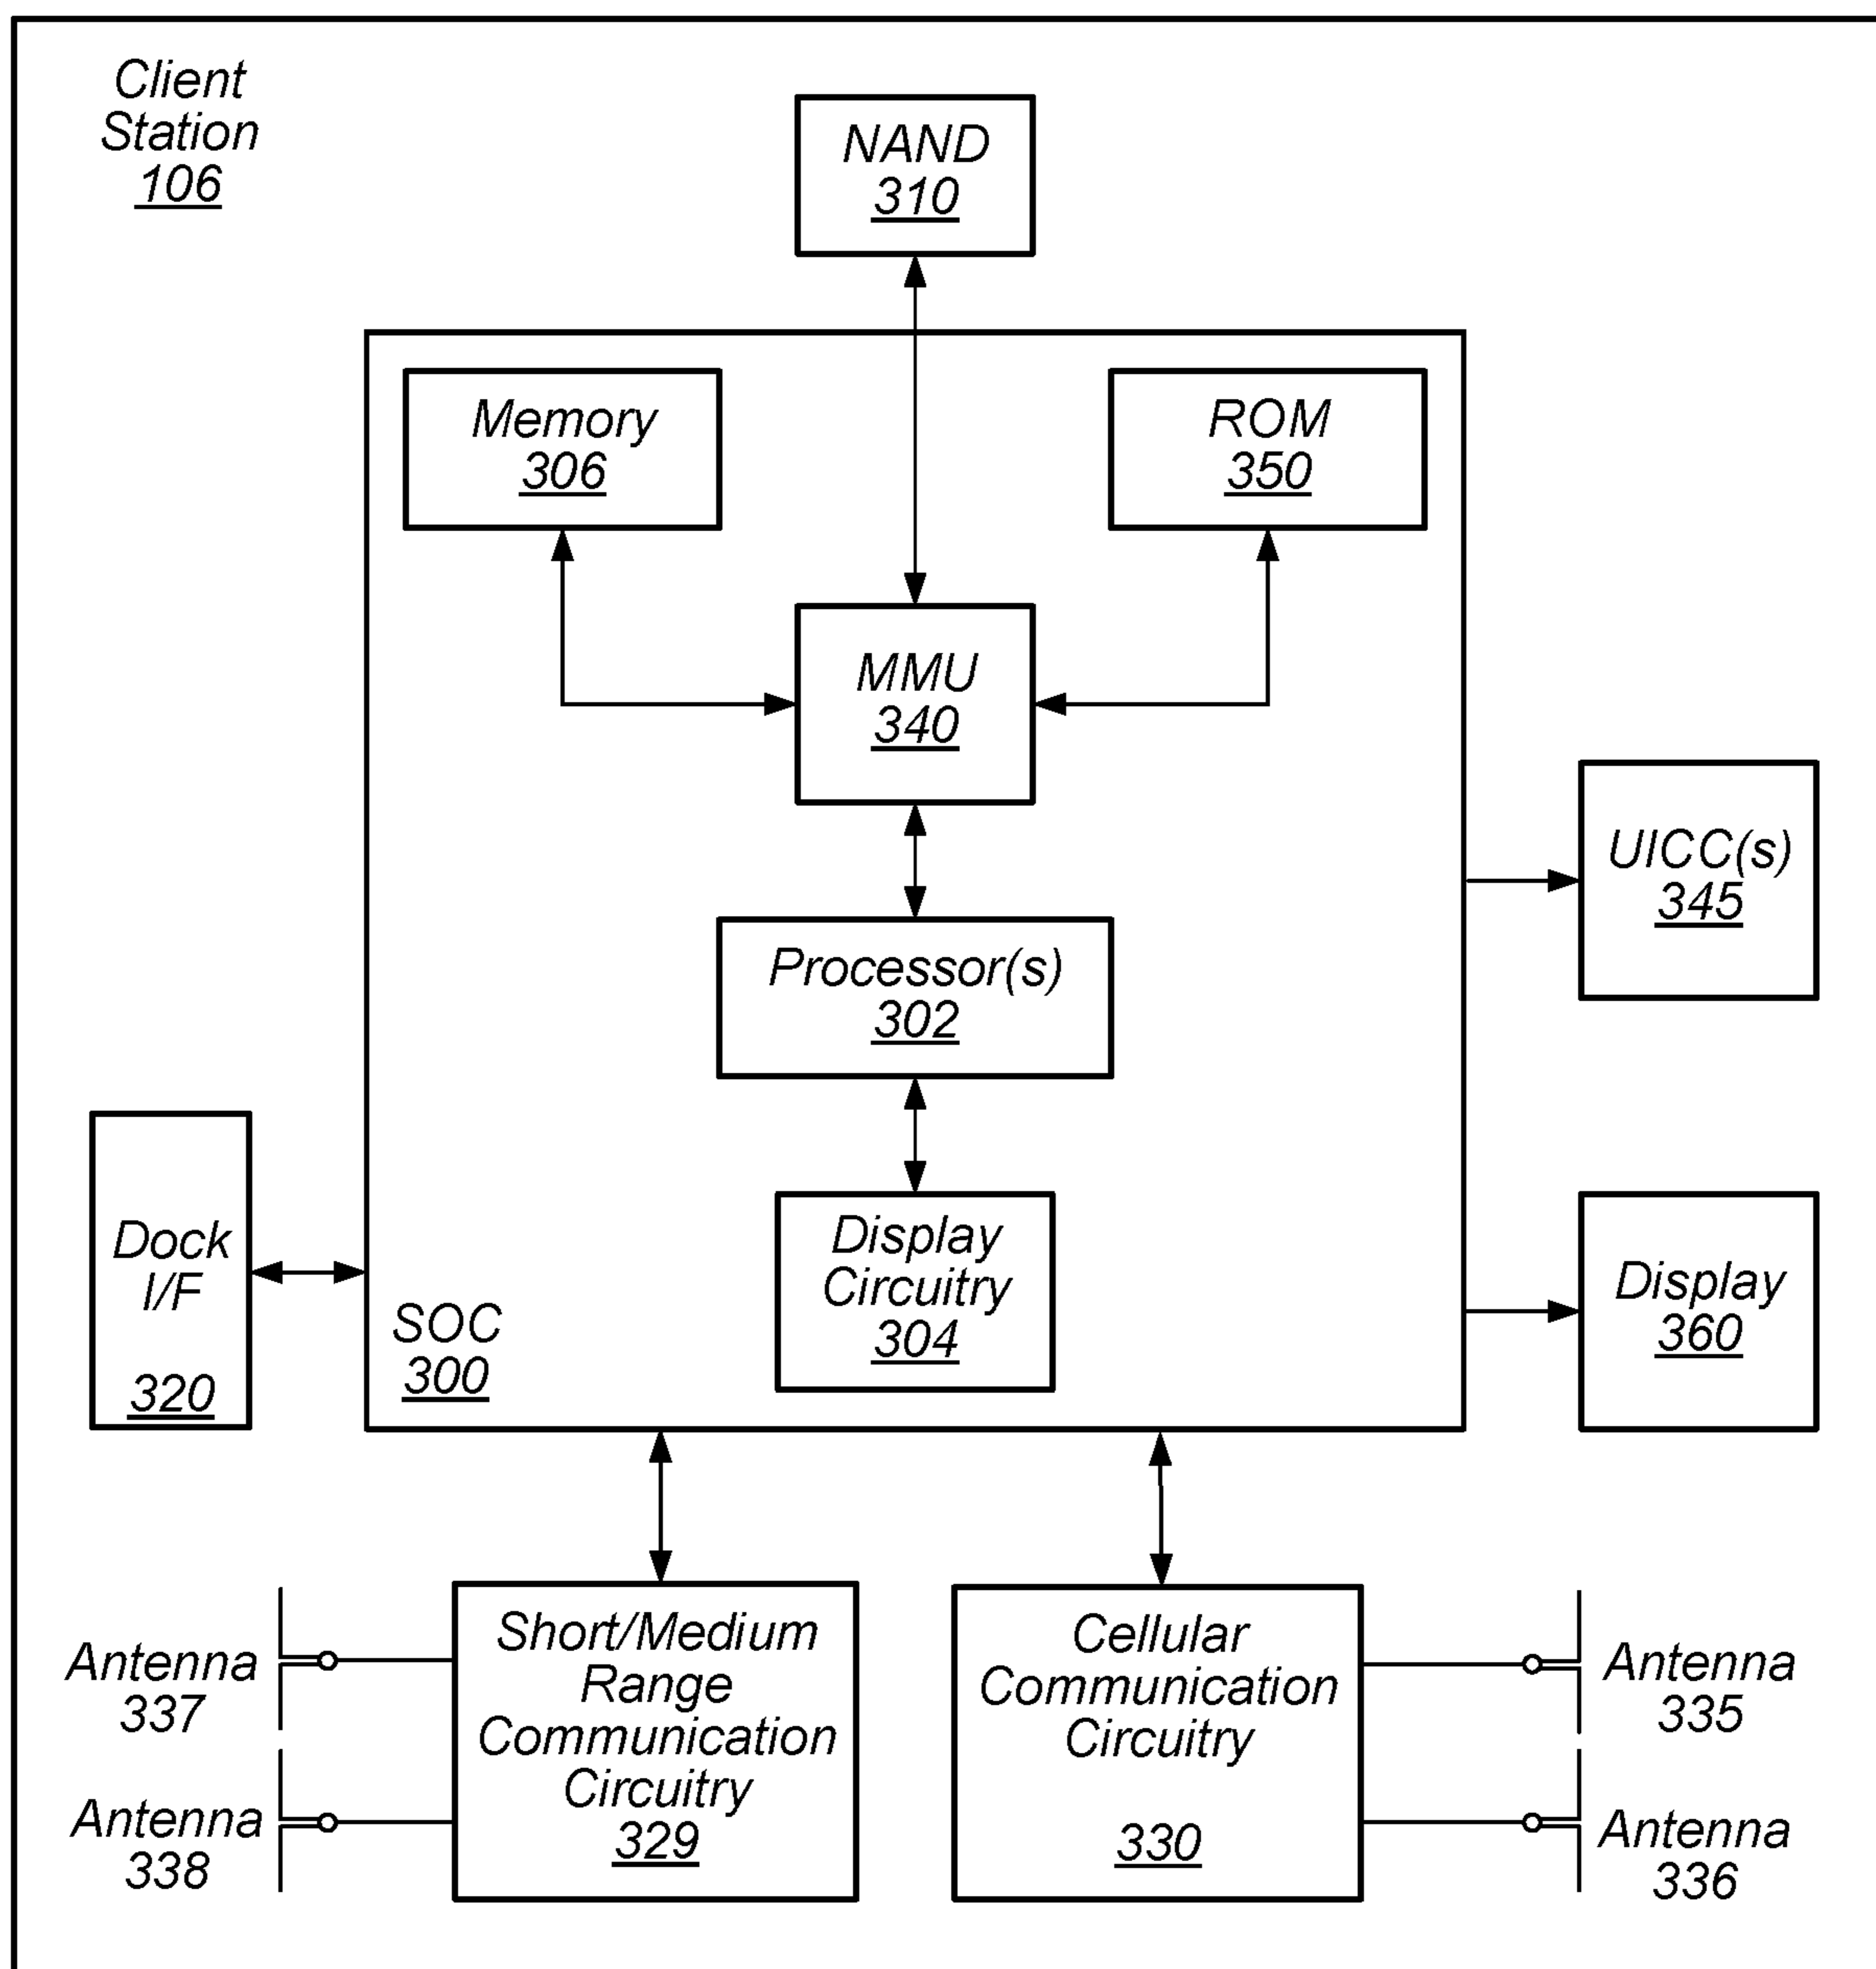 Client
Station
106
NAND
310
Memory
306
ROM
350
MMU
340
UICC(s)
345
Processor(s)
302
Dock
I/F
320
Display
Circuitry
304
SOC
300
Display
360
Antenna
337
Antenna
338
Short/Medium
Range
Communication
Circuitry
329
Cellular
Communication
Circuitry
330
Antenna
335
Antenna
336